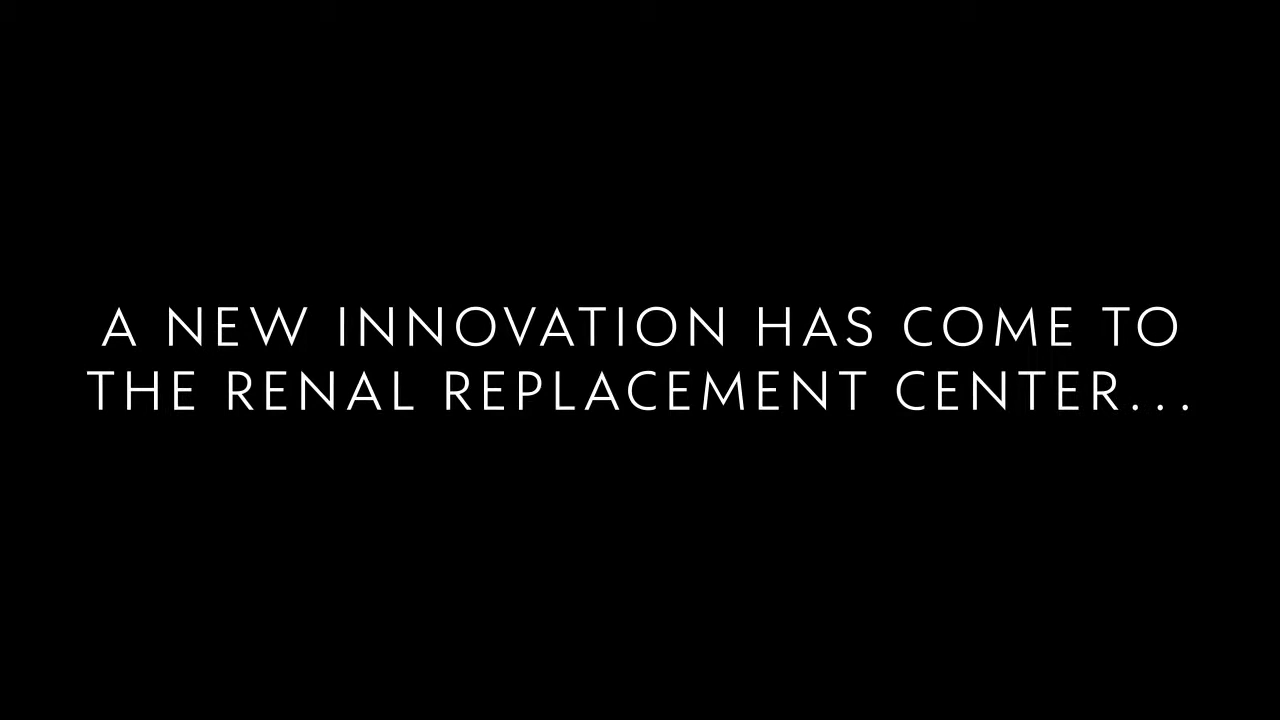 A NEW INNOVATION HAS COME TO
THE RENAL REPLACEMENT CENTER...